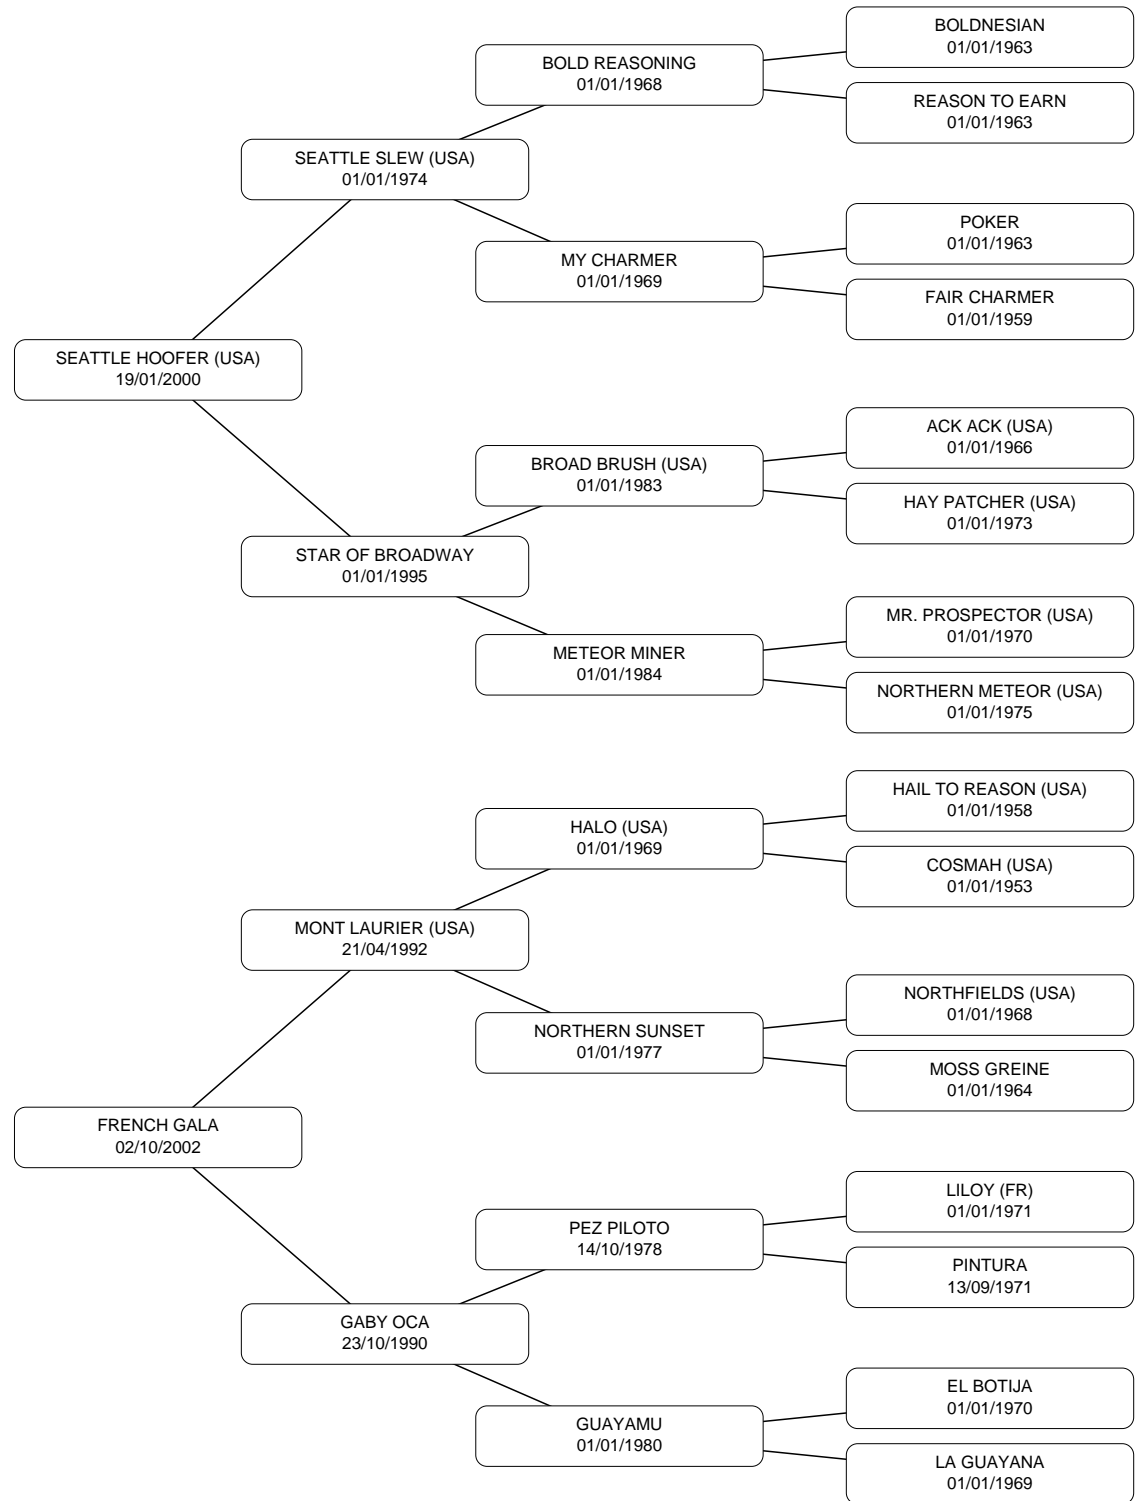 BOLDNESIAN
01/01/1963
BOLD REASONING
01/01/1968
REASON TO EARN
01/01/1963
SEATTLE SLEW (USA)
01/01/1974
POKER
01/01/1963
MY CHARMER
01/01/1969
FAIR CHARMER
01/01/1959
SEATTLE HOOFER (USA)
19/01/2000
ACK ACK (USA)
01/01/1966
BROAD BRUSH (USA)
01/01/1983
HAY PATCHER (USA)
01/01/1973
STAR OF BROADWAY
01/01/1995
MR. PROSPECTOR (USA)
01/01/1970
METEOR MINER
01/01/1984
NORTHERN METEOR (USA)
01/01/1975
HAIL TO REASON (USA)
01/01/1958
HALO (USA)
01/01/1969
COSMAH (USA)
01/01/1953
MONT LAURIER (USA)
21/04/1992
NORTHFIELDS (USA)
01/01/1968
NORTHERN SUNSET
01/01/1977
MOSS GREINE
01/01/1964
FRENCH GALA
02/10/2002
LILOY (FR)
01/01/1971
PEZ PILOTO
14/10/1978
PINTURA
13/09/1971
GABY OCA
23/10/1990
EL BOTIJA
01/01/1970
GUAYAMU
01/01/1980
LA GUAYANA
01/01/1969